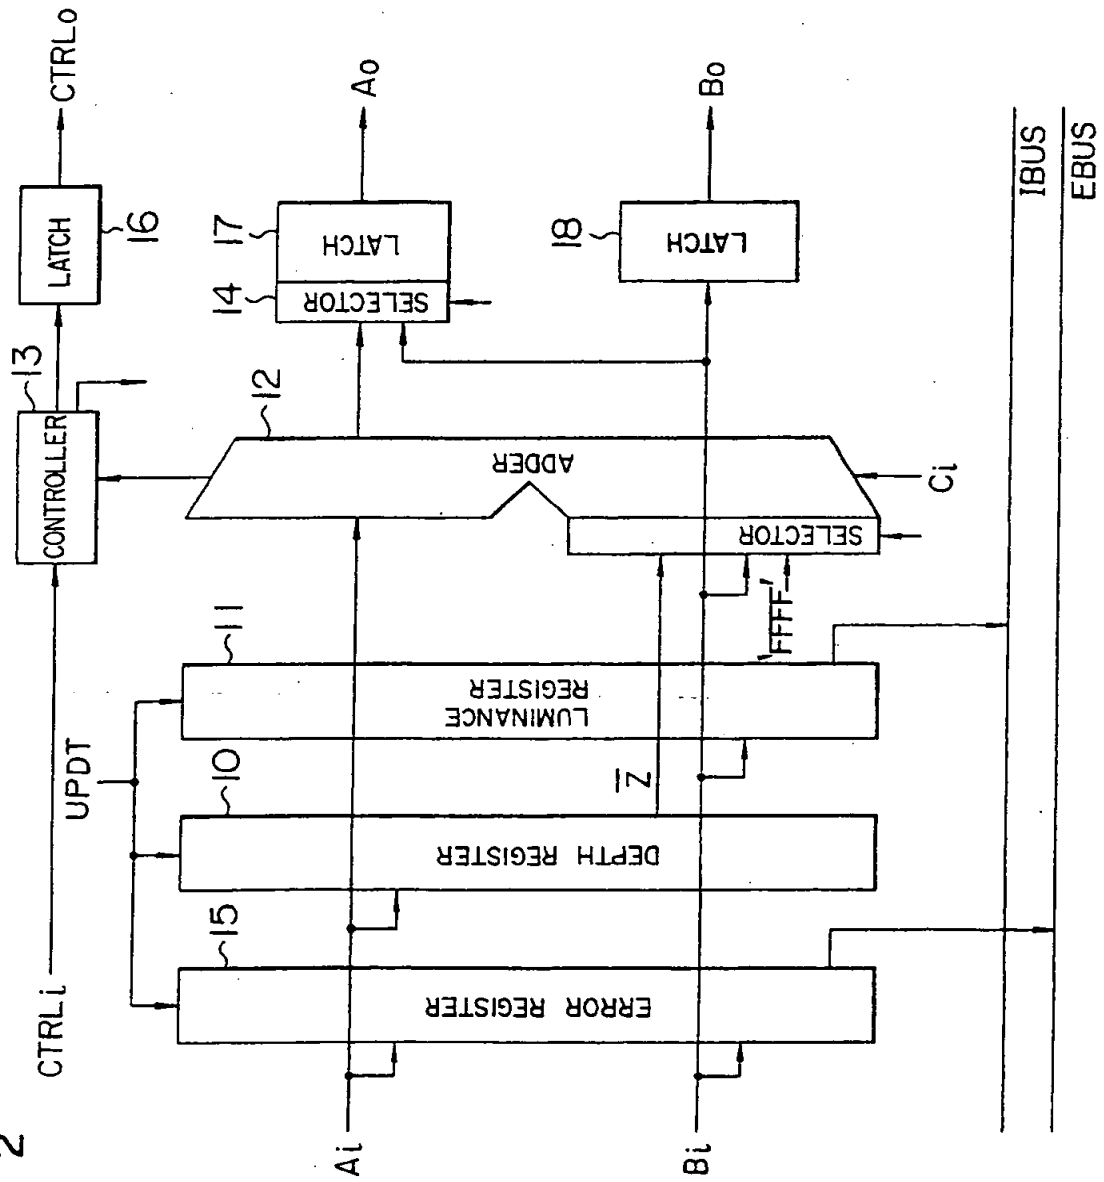 2
CTRLi
UPDT
CONTROLLER
13
LATCH
16
CTRLo
15
10
11
12
14
17
Ai
ERROR REGISTER
DEPTH REGISTER
LUMINANCE
REGISTER
ADDER
SELECTOR
LATCH
Ao
Z̅
'F̅F̅F̅F̅'
SELECTOR
Ci
18
LATCH
Bi
Bo
IBUS
EBUS